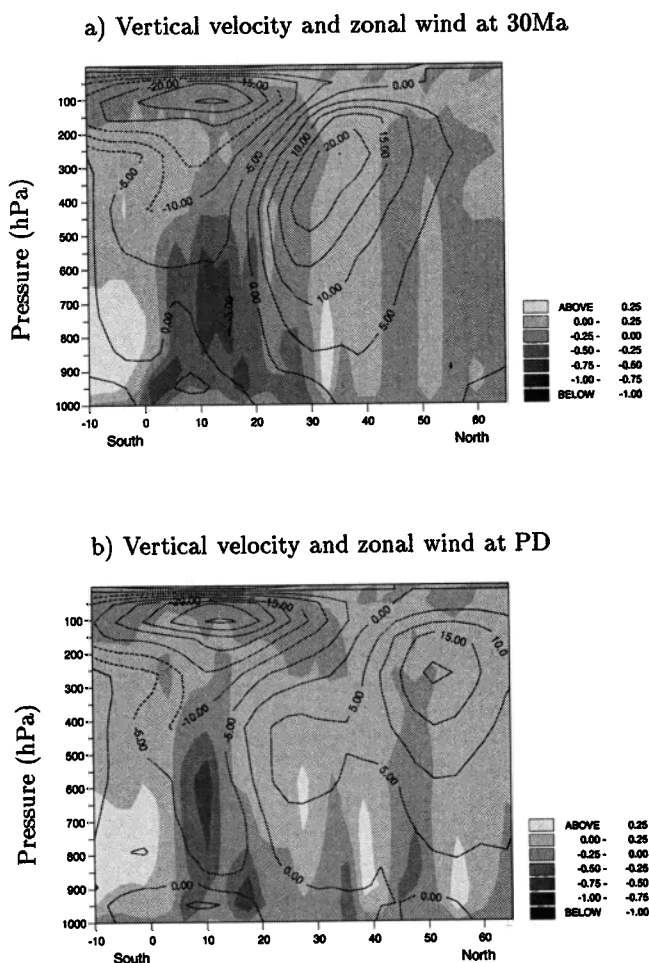 a) Vertical velocity and zonal wind at 30Ma
-20.00
15.00
0.00
-5.00
10.00
20.00
15.00
-5.00
-10.00
0.00
0.00
10.00
5.00
100
200
300
400
500
600
700
800
900
1000
Pressure (hPa)
-10 0 10 20 30 40 50 60
South North
ABOVE 0.25
0.00 - 0.25
-0.25 - 0.00
-0.50 - -0.25
-0.75 - -0.50
-1.00 - -0.75
BELOW -1.00
b) Vertical velocity and zonal wind at PD
-20.00
15.00
0.00
15.00
10.0
5.00
-10.00
-5.00
-5.00
5.00
5.00
0.00
0.00
0.00
100
200
300
400
500
600
700
800
900
1000
Pressure (hPa)
-10 0 10 20 30 40 50 60
South North
ABOVE 0.25
0.00 - 0.25
-0.25 - 0.00
-0.50 - -0.25
-0.75 - -0.50
-1.00 - -0.75
BELOW -1.00